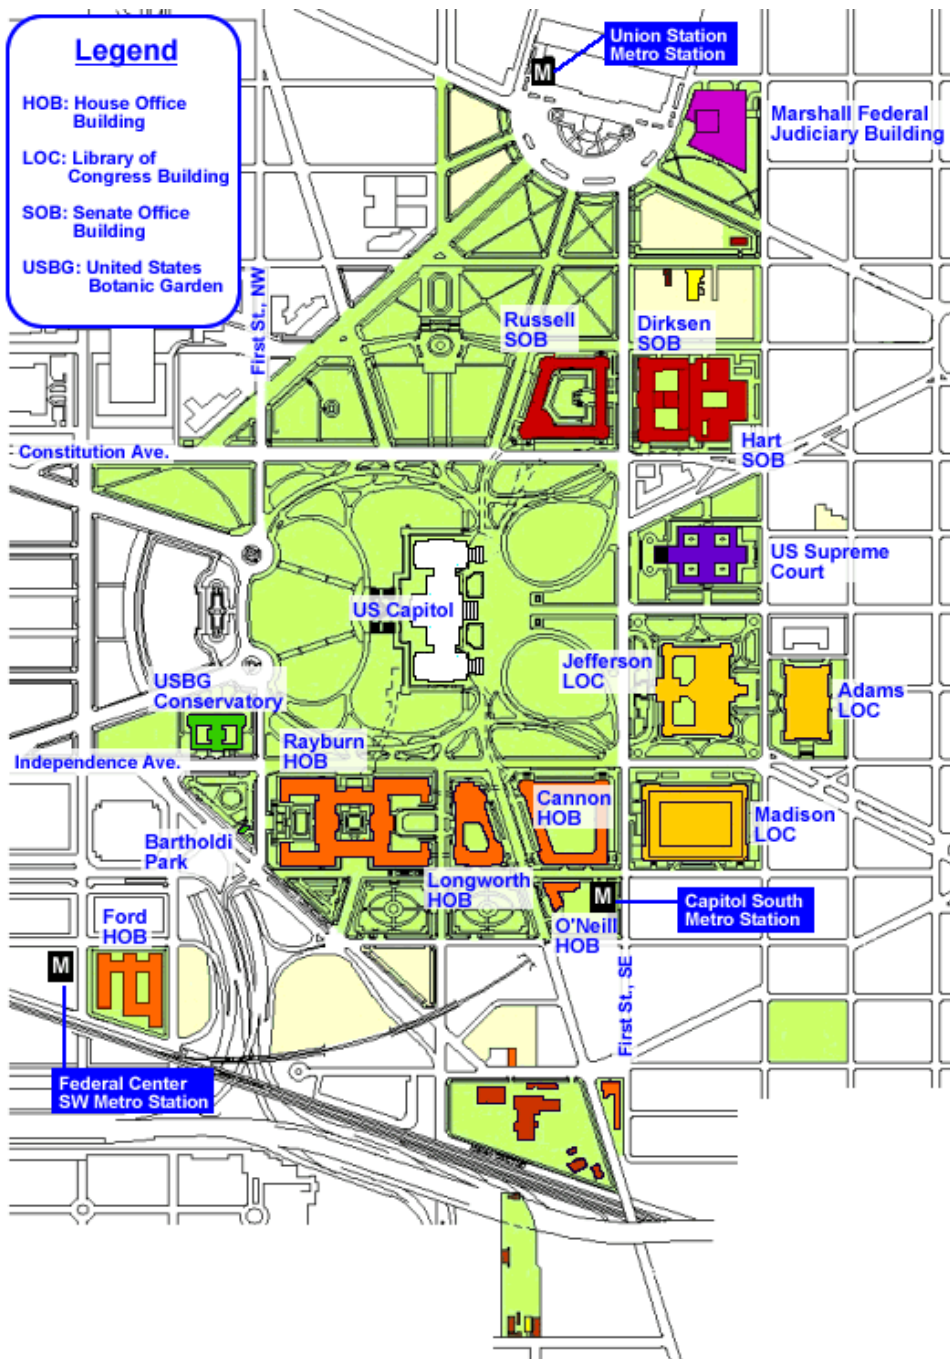 Legend
HOB: House Office
Building
LOC: Library of
Congress Building
SOB: Senate Office
Building
USBG: United States
Botanic Garden
Union Station
Metro Station
M
Marshall Federal
Judiciary Building
First St., NW
Russell
SOB
Dirksen
SOB
Constitution Ave.
Hart
SOB
US Supreme
Court
US Capitol
Jefferson
LOC
Adams
LOC
USBG
Conservatory
Independence Ave.
Rayburn
HOB
Cannon
HOB
Madison
LOC
Bartholdi
Park
Longworth
HOB
M
Capitol South
Metro Station
O'Neill
HOB
Ford
HOB
M
First St., SE
Federal Center
SW Metro Station